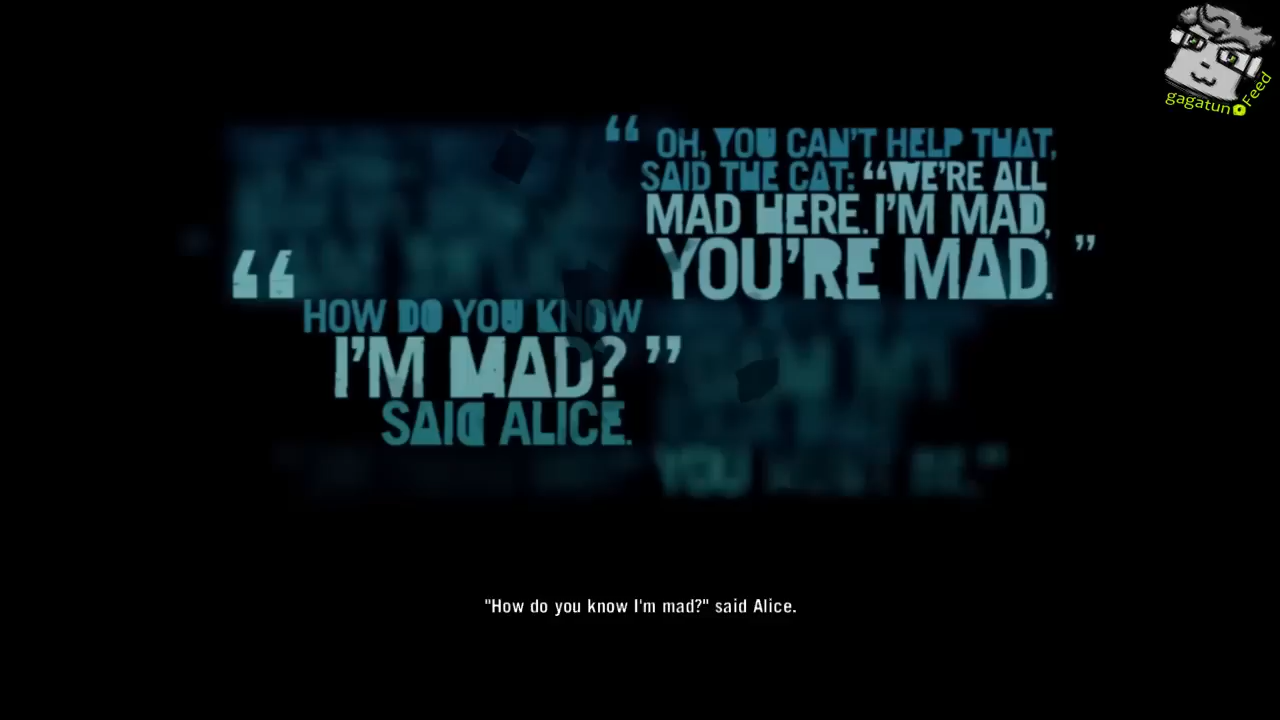 “ OH, YOU CAN'T HELP THAT,
SAID THE CAT: “WE'RE ALL
MAD HERE. I'M MAD,
YOU'RE MAD. ”
“ HOW DO YOU KNOW
I'M MAD? ”
SAID ALICE.
"How do you know I'm mad?" said Alice.
gagatun Feed